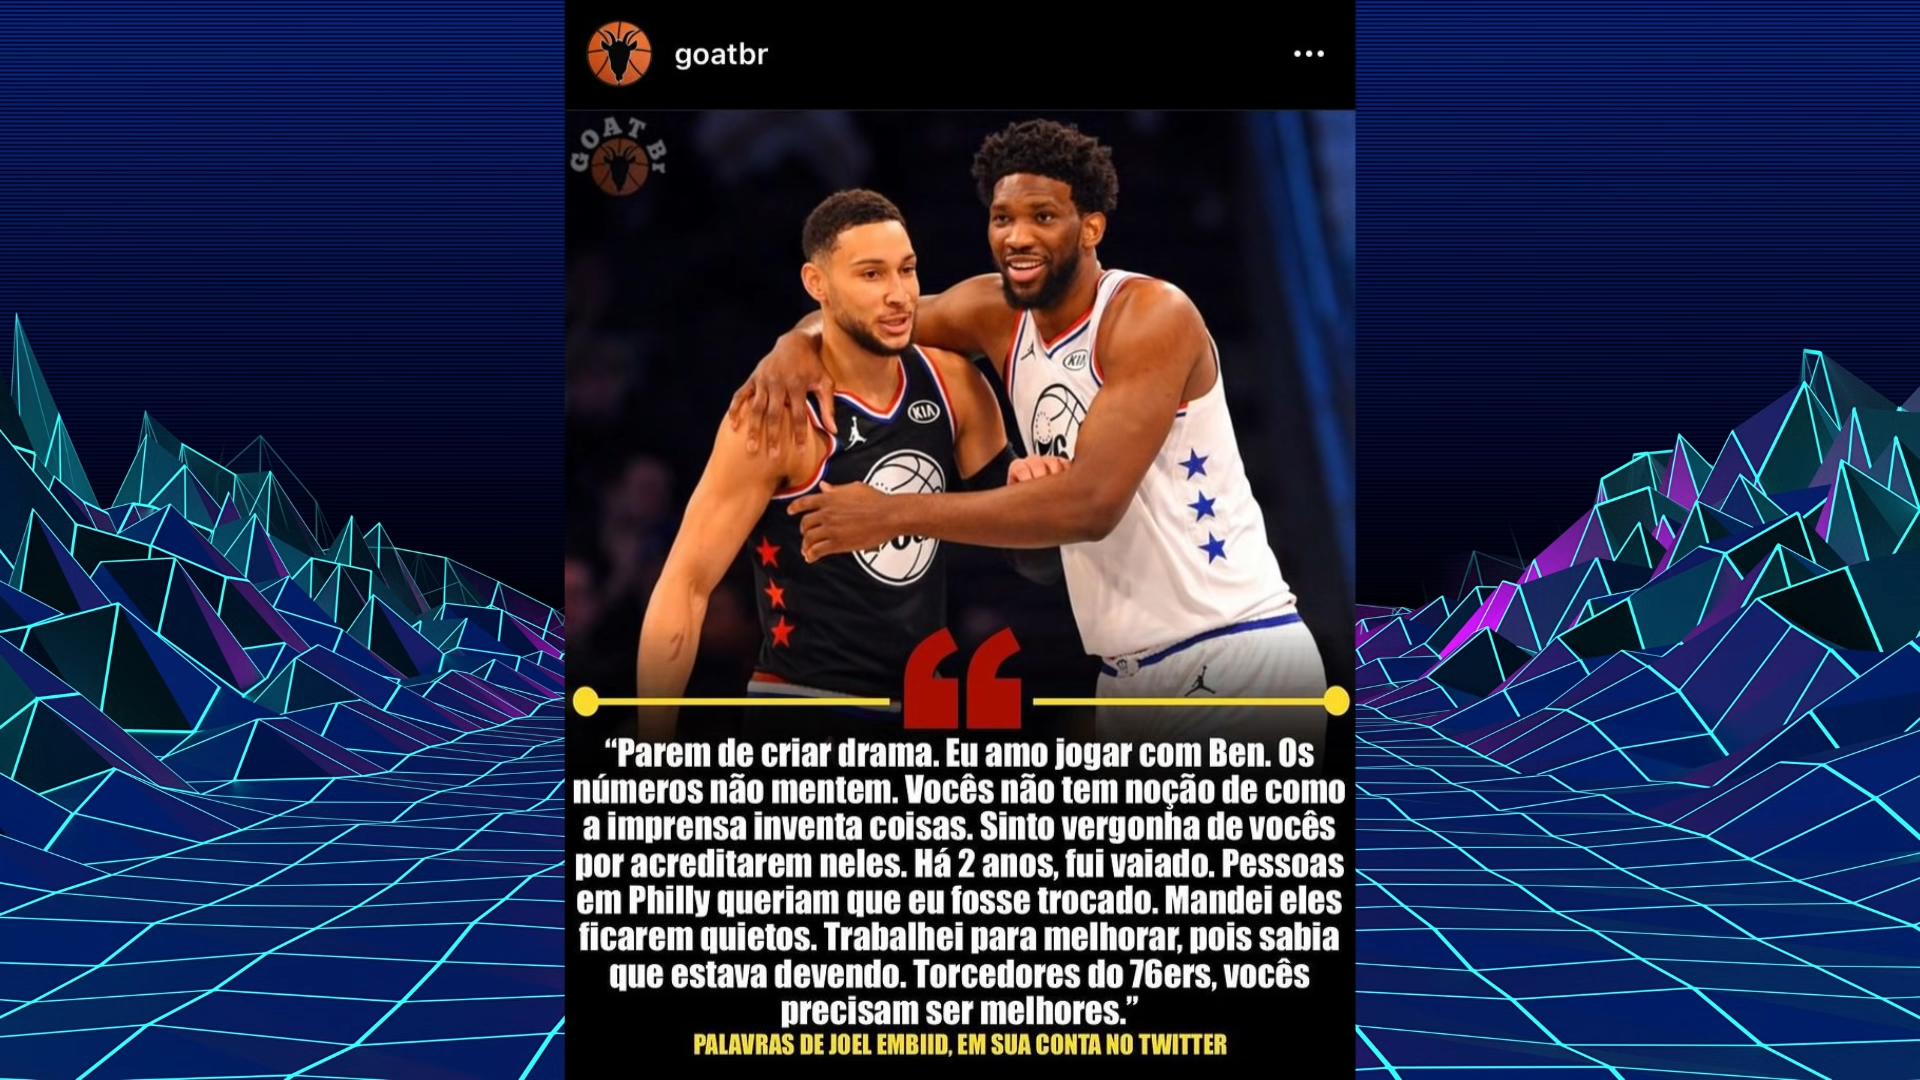 goatbr
GOAT Br
KIA
KIA
“Parem de criar drama. Eu amo jogar com Ben. Os
números não mentem. Vocês não tem noção de como
a imprensa inventa coisas. Sinto vergonha de vocês
por acreditarem neles. Há 2 anos, fui vaiado. Pessoas
em Philly queriam que eu fosse trocado. Mandei eles
ficarem quietos. Trabalhei para melhorar, pois sabia
que estava devendo. Torcedores do 76ers, vocês
precisam ser melhores.”
PALAVRAS DE JOEL EMBIID, EM SUA CONTA NO TWITTER